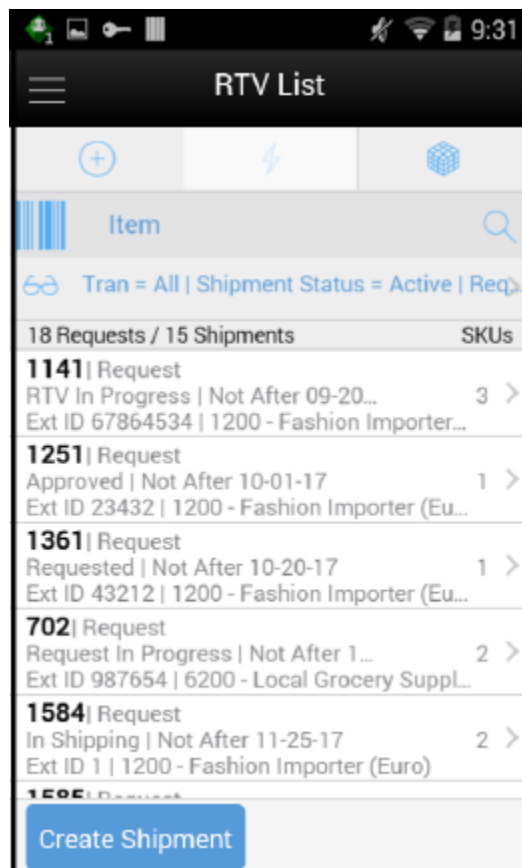 1 9:31
RTV List
Item
Tran = All | Shipment Status = Active | Req..
18 Requests / 15 Shipments SKUs
1141| Request
RTV In Progress | Not After 09-20... 3
Ext ID 67864534 | 1200 - Fashion Importer...
1251| Request
Approved | Not After 10-01-17 1
Ext ID 23432 | 1200 - Fashion Importer (Eu...
1361| Request
Requested | Not After 10-20-17 1
Ext ID 43212 | 1200 - Fashion Importer (Eu...
702| Request
Request In Progress | Not After 1... 2
Ext ID 987654 | 6200 - Local Grocery Suppl...
1584| Request
In Shipping | Not After 11-25-17 2
Ext ID 1 | 1200 - Fashion Importer (Euro)
1585| Request
Create Shipment